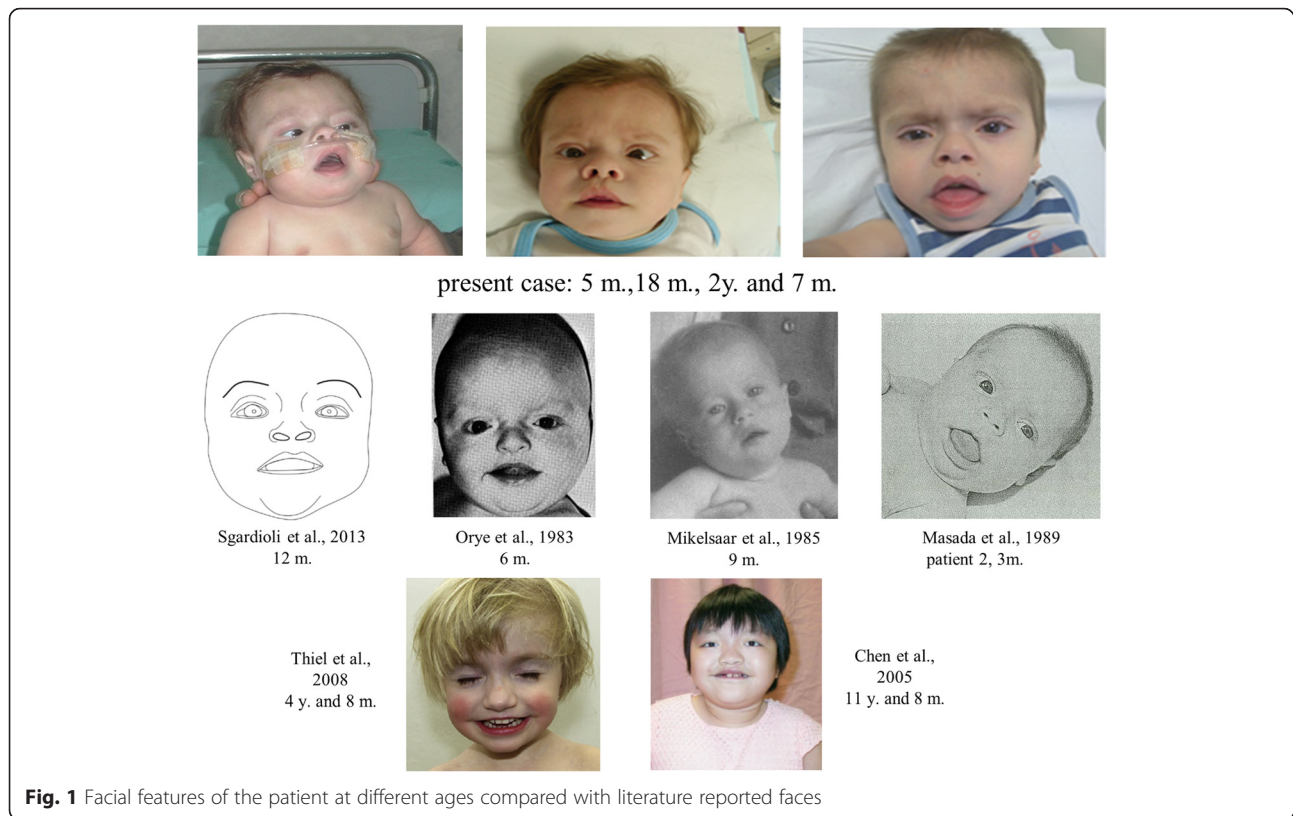 present case: 5 m.,18 m., 2y. and 7 m.
Sgardioli et al., 2013
12 m.
Orye et al., 1983
6 m.
Mikelsaar et al., 1985
9 m.
Masada et al., 1989
patient 2, 3m.
Thiel et al.,
2008
4 y. and 8 m.
Chen et al.,
2005
11 y. and 8 m.
Fig. 1 Facial features of the patient at different ages compared with literature reported faces